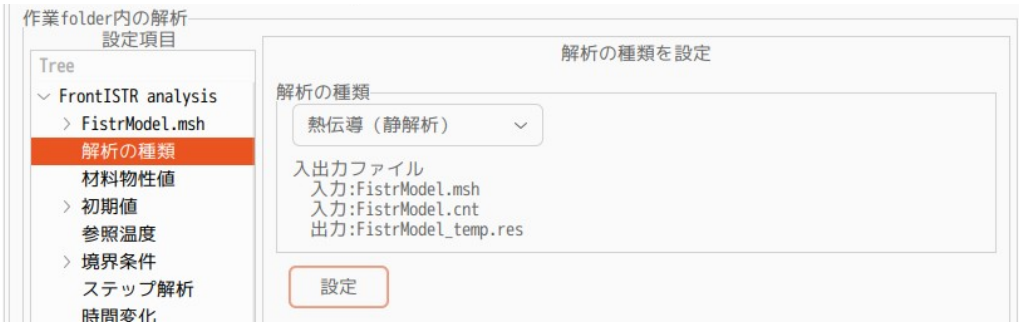 作業folder内の解析
設定項目
Tree
FrontISTR analysis
FistrModel.msh
解析の種類
材料物性値
初期値
参照温度
境界条件
ステップ解析
時間変化
解析の種類を設定
解析の種類
熱伝導（静解析）
入出力ファイル
入力:FistrModel.msh
入力:FistrModel.cnt
出力:FistrModel_temp.res
設定